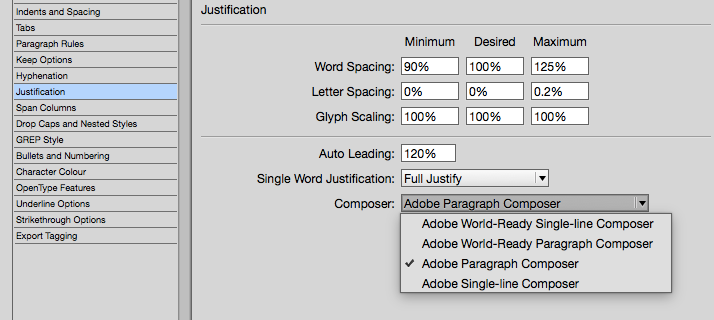 Indents and Spacing
Tabs
Paragraph Rules
Keep Options
Hyphenation
Justification
Span Columns
Drop Caps and Nested Styles
GREP Style
Bullets and Numbering
Character Colour
OpenType Features
Underline Options
Strikethrough Options
Export Tagging
Justification
Minimum Desired Maximum
Word Spacing: 90% 100% 125%
Letter Spacing: 0% 0% 0.2%
Glyph Scaling: 100% 100% 100%
Auto Leading: 120%
Single Word Justification: Full Justify
Composer: Adobe Paragraph Composer
Adobe World-Ready Single-line Composer
Adobe World-Ready Paragraph Composer
✓ Adobe Paragraph Composer
Adobe Single-line Composer